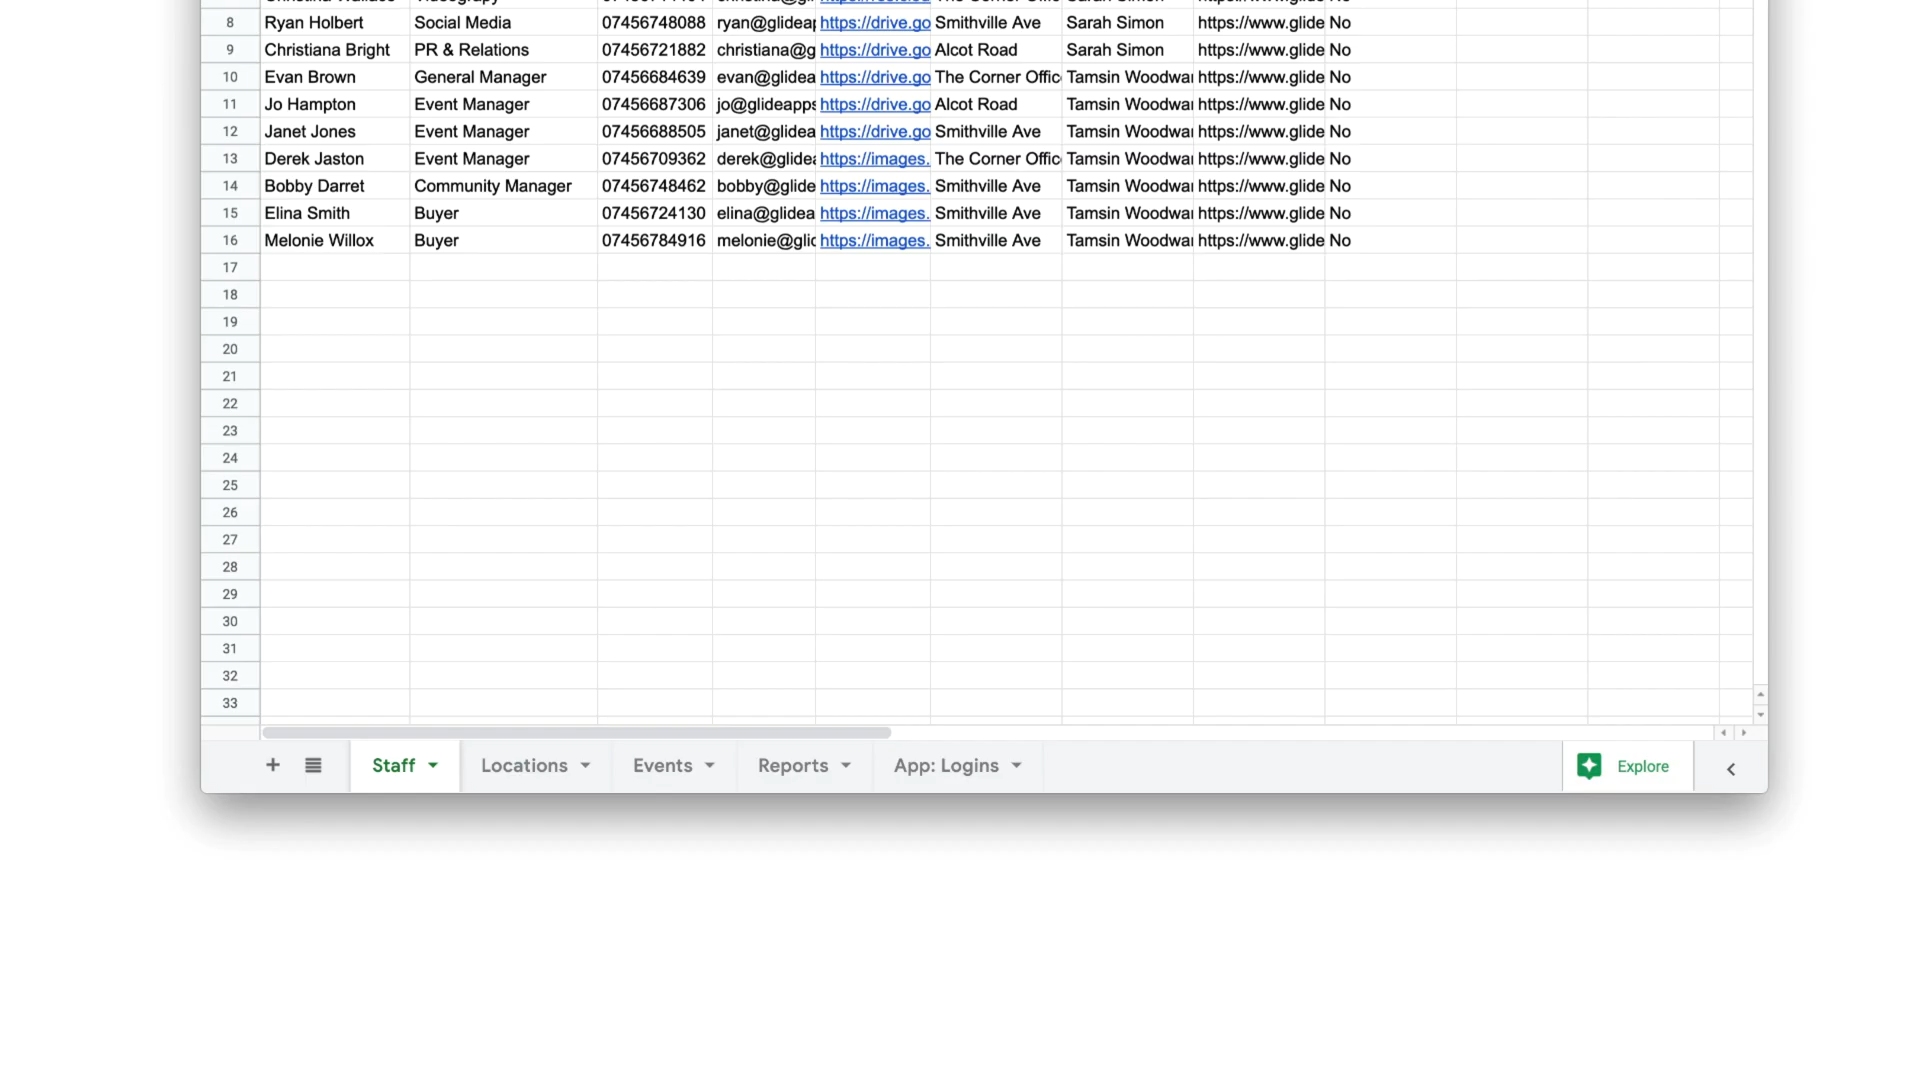 8 Ryan Holbert Social Media 07456748088 ryan@glideap https://drive.go Smithville Ave Sarah Simon https://www.glide No
9 Christiana Bright PR & Relations 07456721882 christiana@g https://drive.go Alcot Road Sarah Simon https://www.glide No
10 Evan Brown General Manager 07456684639 evan@glidea https://drive.go The Corner Offic Tamsin Woodwar https://www.glide No
11 Jo Hampton Event Manager 07456687306 jo@glideapps https://drive.go Alcot Road Tamsin Woodwar https://www.glide No
12 Janet Jones Event Manager 07456688505 janet@glidea https://drive.go Smithville Ave Tamsin Woodwar https://www.glide No
13 Derek Jaston Event Manager 07456709362 derek@glidea https://images. The Corner Offic Tamsin Woodwar https://www.glide No
14 Bobby Darret Community Manager 07456748462 bobby@glide https://images. Smithville Ave Tamsin Woodwar https://www.glide No
15 Elina Smith Buyer 07456724130 elina@glidea https://images. Smithville Ave Tamsin Woodwar https://www.glide No
16 Melonie Willox Buyer 07456784916 melonie@glid https://images. Smithville Ave Tamsin Woodwar https://www.glide No
17
18
19
20
21
22
23
24
25
26
27
28
29
30
31
32
33
Staff Locations Events Reports App: Logins Explore